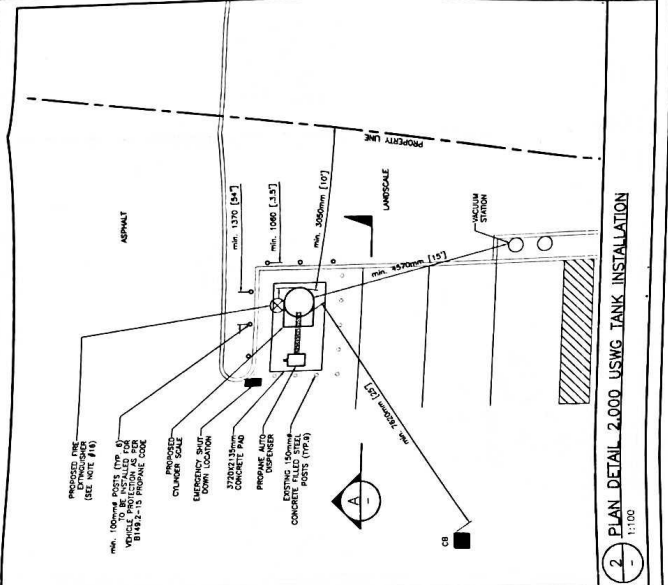 PROPOSED FIRE
EXTINGUISHER
(SEE NOTE #16)
min. 100mmø POSTS (TYP. 6)
TO BE INSTALLED FOR
VEHICLE PROTECTION AS PER
B149.2-15 PROPANE CODE
PROPOSED
CYLINDER SCALE
EMERGENCY SHUT
DOWN LOCATION
3720X2135mm
CONCRETE PAD
PROPANE AUTO
DISPENSER
EXISTING 150mmø
CONCRETE FILLED STEEL
POSTS (TYP.9)
ASPHALT
min. 1370 [54"]
min. 1060 [3.5']
min. 3050mm [10']
PROPERTY LINE
LANDSCALE
VACUUM
STATION
min. 4570mm [15']
min. 7620mm [25']
A
-
CB
2
-
PLAN DETAIL 2,000 USWG TANK INSTALLATION
1:100